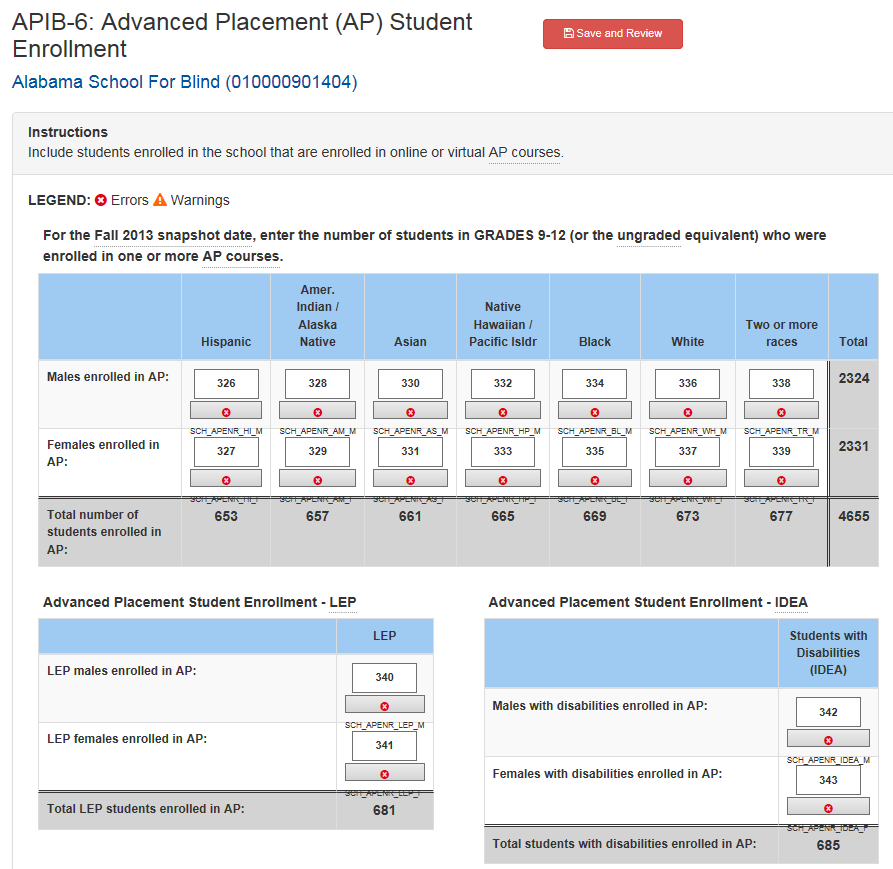 APIB-6: Advanced Placement (AP) Student
Enrollment
Save and Review
Alabama School For Blind (010000901404)
Instructions
Include students enrolled in the school that are enrolled in online or virtual AP courses.
LEGEND: Errors Warnings
For the Fall 2013 snapshot date, enter the number of students in GRADES 9-12 (or the ungraded equivalent) who were
enrolled in one or more AP courses.
Amer.
Indian /
Alaska
Native
Native
Hawaiian /
Pacific Isldr
Two or more
races
Hispanic Asian Black White Total
Males enrolled in AP: 326 328 330 332 334 336 338 2324
SCH_APENR_HI_M SCH_APENR_AM_M SCH_APENR_AS_M SCH_APENR_HP_M SCH_APENR_BL_M SCH_APENR_WH_M SCH_APENR_TR_M
Females enrolled in
AP:
327 329 331 333 335 337 339 2331
SCH_APENR_HI_F SCH_APENR_AM_F SCH_APENR_AS_F SCH_APENR_HP_F SCH_APENR_BL_F SCH_APENR_WH_F SCH_APENR_TR_F
Total number of
students enrolled in
AP:
653 657 661 665 669 673 677 4655
Advanced Placement Student Enrollment - LEP
LEP
LEP males enrolled in AP: 340
SCH_APENR_LEP_M
LEP females enrolled in AP: 341
SCH_APENR_LEP_F
Total LEP students enrolled in AP: 681
Advanced Placement Student Enrollment - IDEA
Students with
Disabilities
(IDEA)
Males with disabilities enrolled in AP: 342
SCH_APENR_IDEA_M
Females with disabilities enrolled in AP: 343
SCH_APENR_IDEA_F
Total students with disabilities enrolled in AP: 685